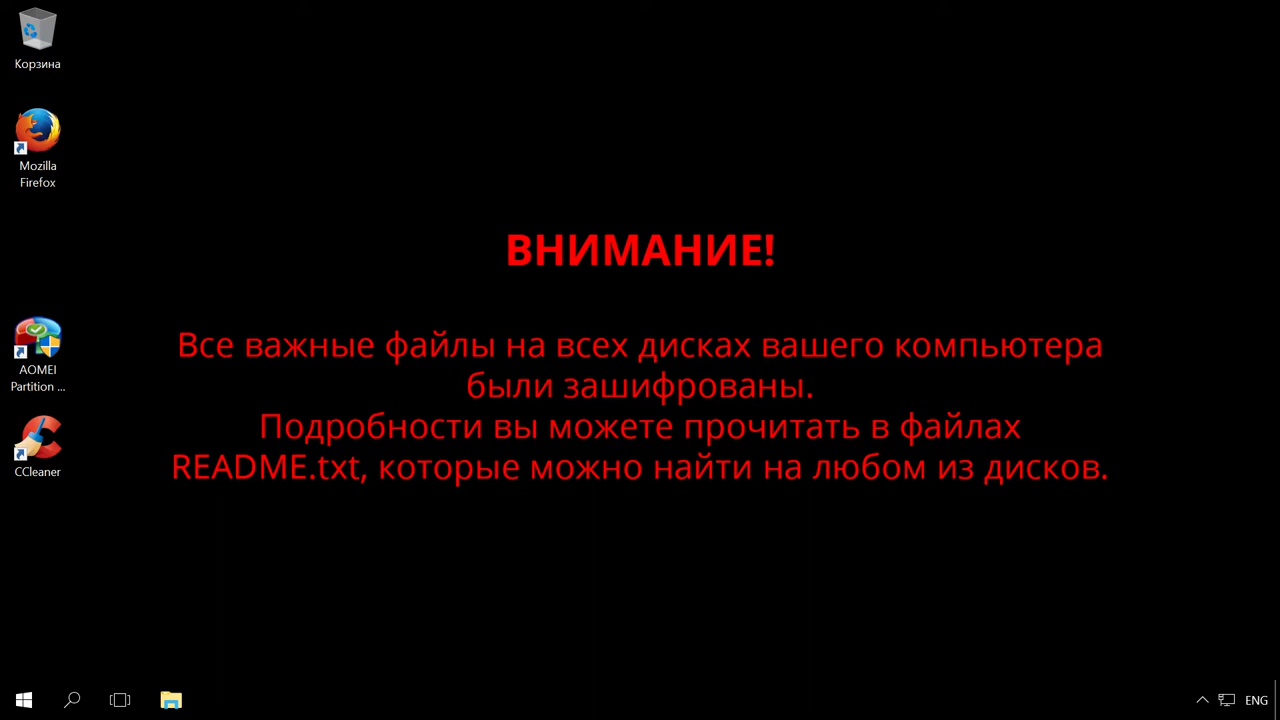 Корзина
Mozilla
Firefox
ВНИМАНИЕ!
Все важные файлы на всех дисках вашего компьютера
были зашифрованы.
Подробности вы можете прочитать в файлах
README.txt, которые можно найти на любом из дисков.
AOMEI
Partition ...
CCleaner
ENG